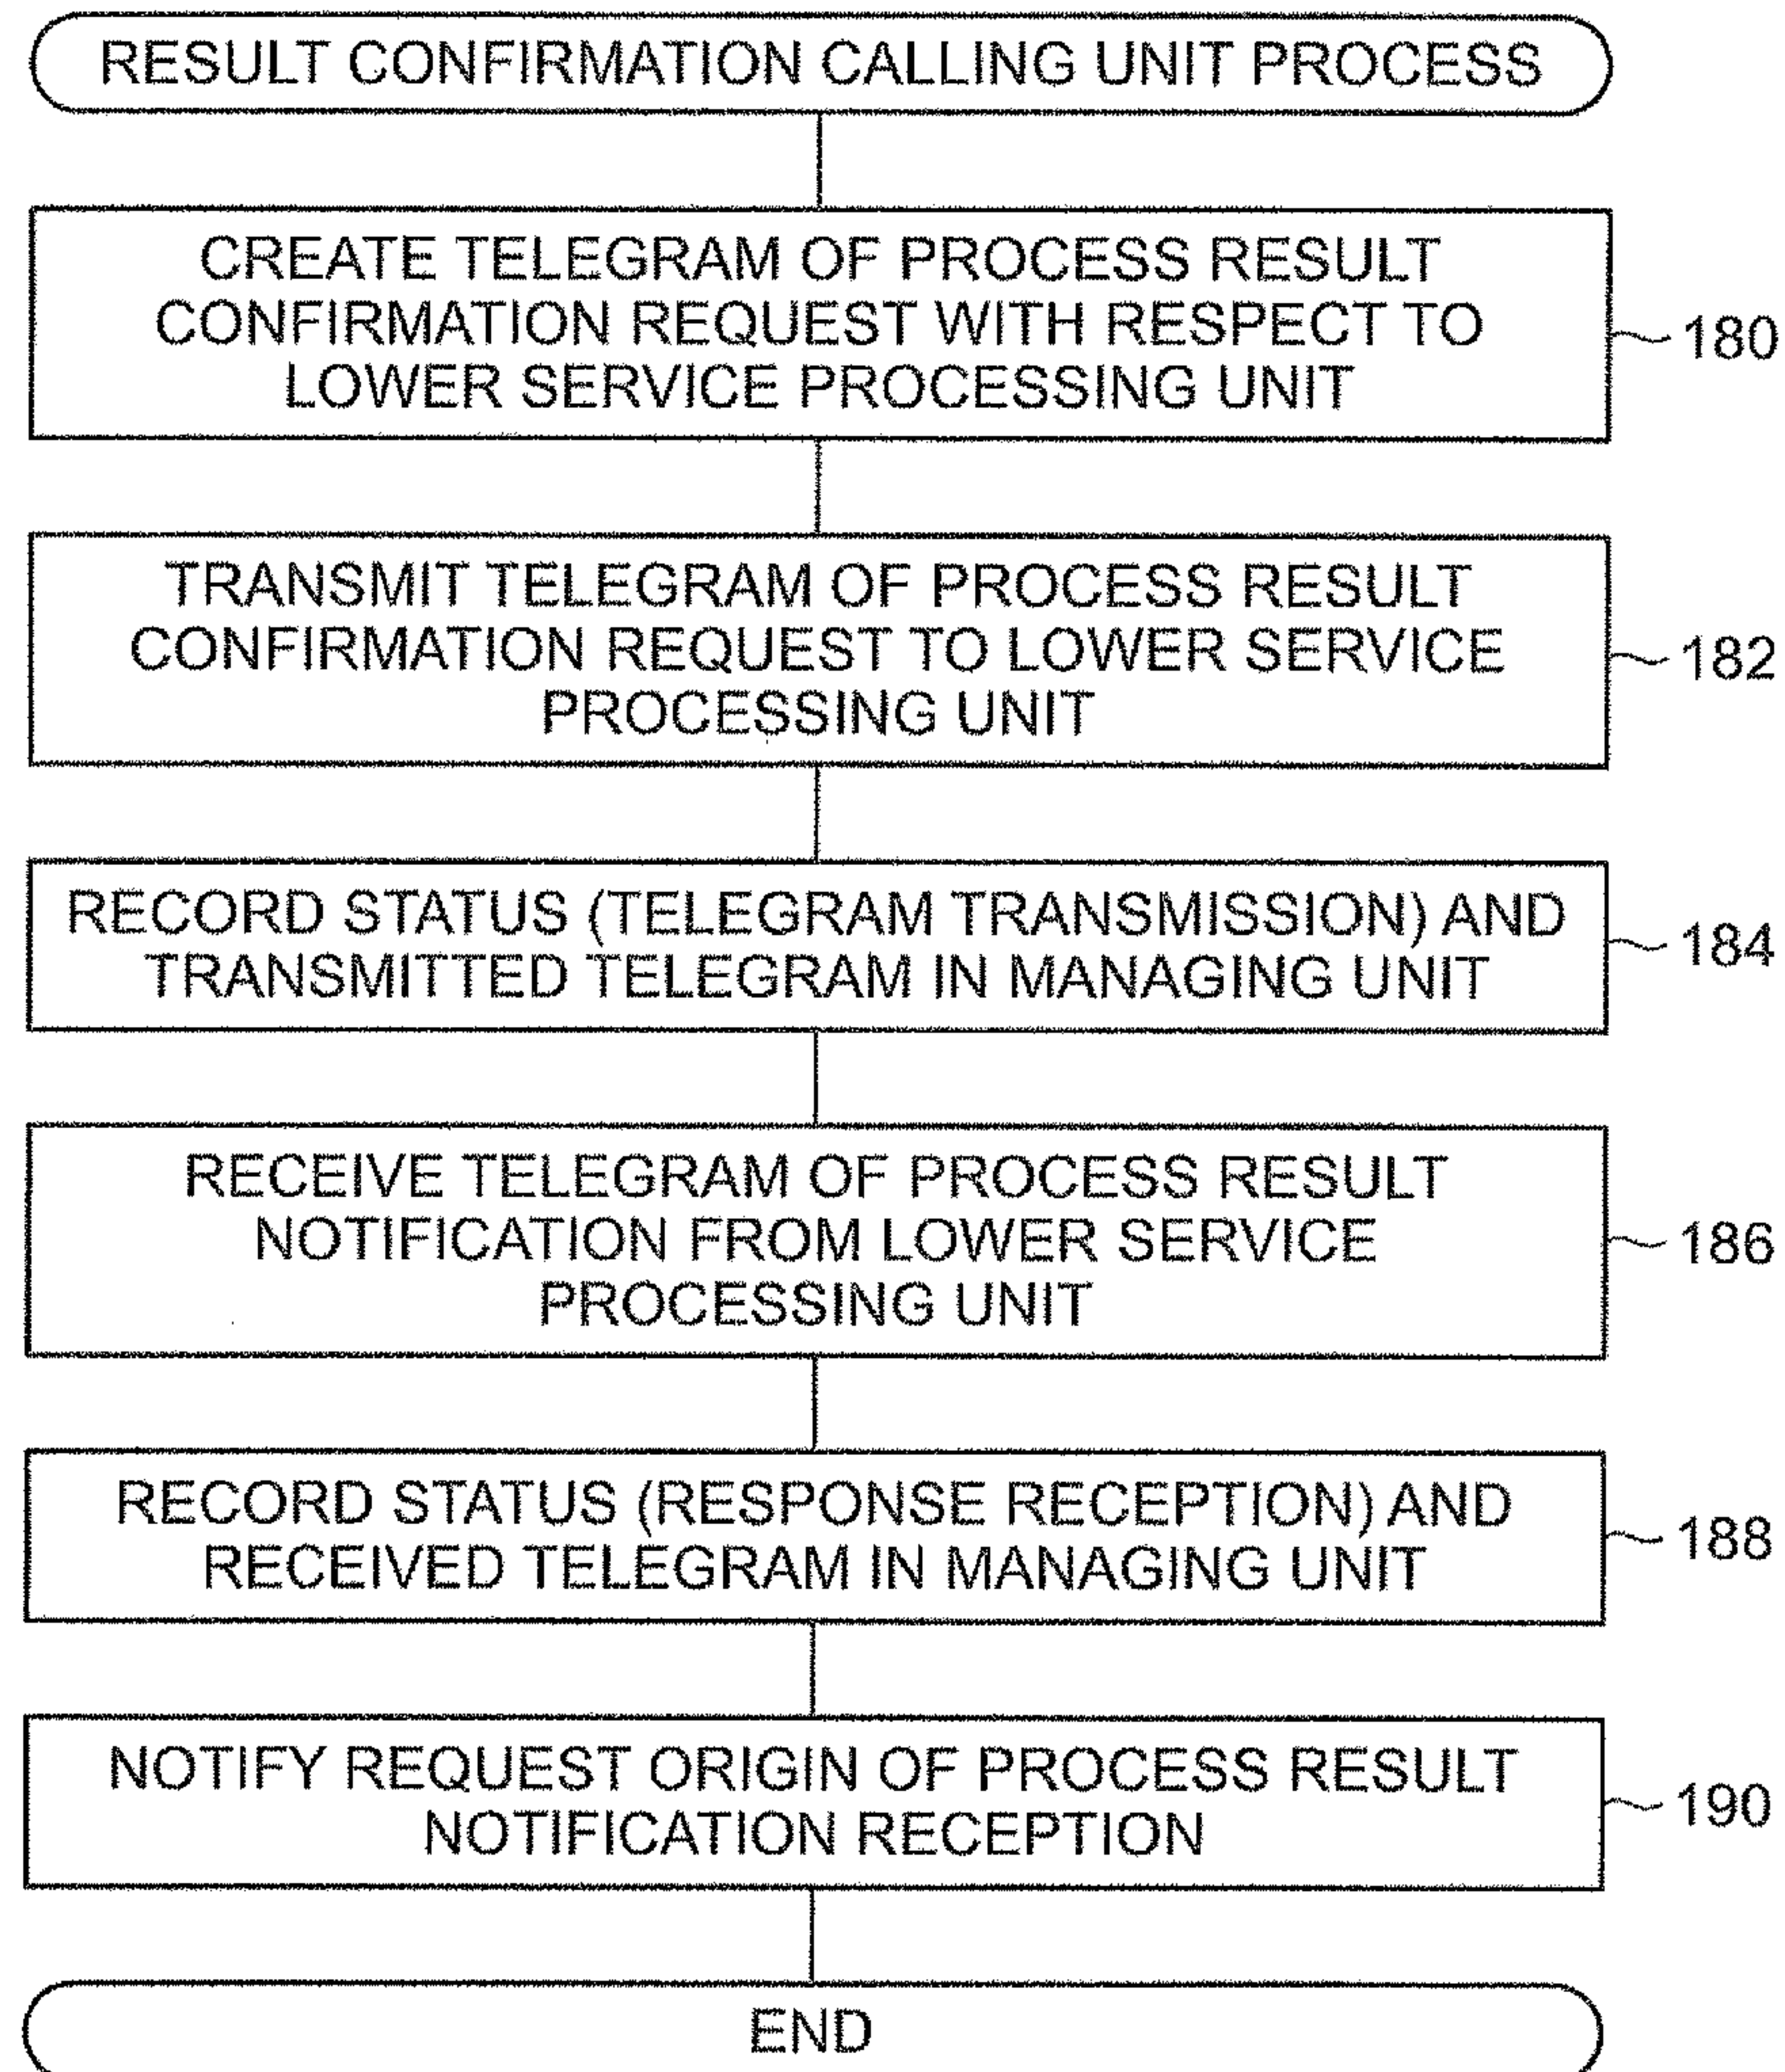 RESULT CONFIRMATION CALLING UNIT PROCESS
CREATE TELEGRAM OF PROCESS RESULT
CONFIRMATION REQUEST WITH RESPECT TO
LOWER SERVICE PROCESSING UNIT
180
TRANSMIT TELEGRAM OF PROCESS RESULT
CONFIRMATION REQUEST TO LOWER SERVICE
PROCESSING UNIT
182
RECORD STATUS (TELEGRAM TRANSMISSION) AND
TRANSMITTED TELEGRAM IN MANAGING UNIT
184
RECEIVE TELEGRAM OF PROCESS RESULT
NOTIFICATION FROM LOWER SERVICE
PROCESSING UNIT
186
RECORD STATUS (RESPONSE RECEPTION) AND
RECEIVED TELEGRAM IN MANAGING UNIT
188
NOTIFY REQUEST ORIGIN OF PROCESS RESULT
NOTIFICATION RECEPTION
190
END